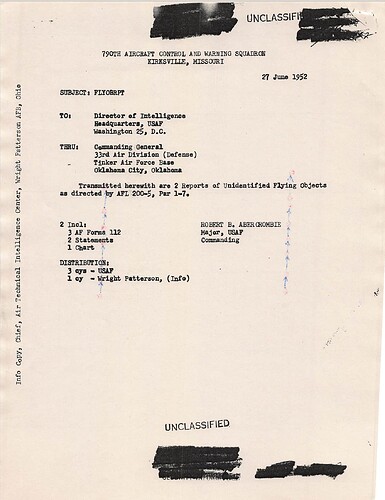 UNCLASSIFI
790TH AIRCRAFT CONTROL AND WARNING SQUADRON
KIRKSVILLE, MISSOURI
27 June 1952
SUBJECT: FLYOBRPT
TO: Director of Intelligence
Headquarters, USAF
Washington 25, D.C.
THRU: Commanding General
33rd Air Division (Defense)
Tinker Air Force Base
Oklahoma City, Oklahoma
Transmitted herewith are 2 Reports of Unidentified Flying Objects
as directed by AFL 200-5, Par 1-7.
2 Incl: ROBERT B. ABERCROMBIE
3 AF Forms 112 Major, USAF
2 Statements Commanding
1 Chart
DISTRIBUTION:
3 cys - USAF
1 cy - Wright Patterson, (Info)
Info Copy, Chief, Air Technical Intelligence Center, Wright Patterson AFB, Ohio
UNCLASSIFIED